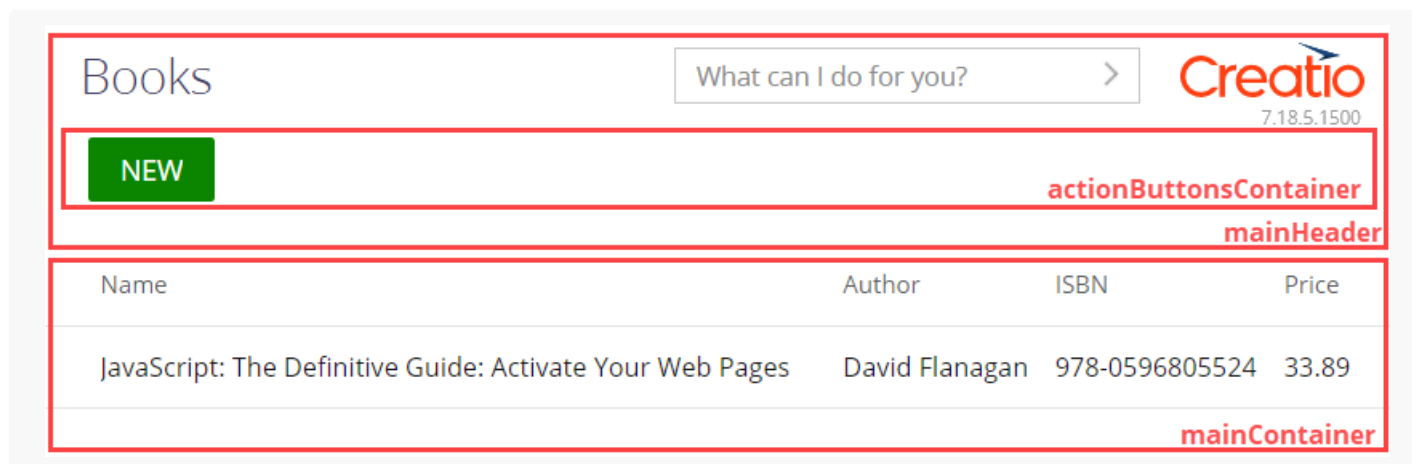 Books
What can I do for you?
Creatio
7.18.5.1500
NEW
actionButtonsContainer
mainHeader
Name Author ISBN Price
JavaScript: The Definitive Guide: Activate Your Web Pages David Flanagan 978-0596805524 33.89
mainContainer